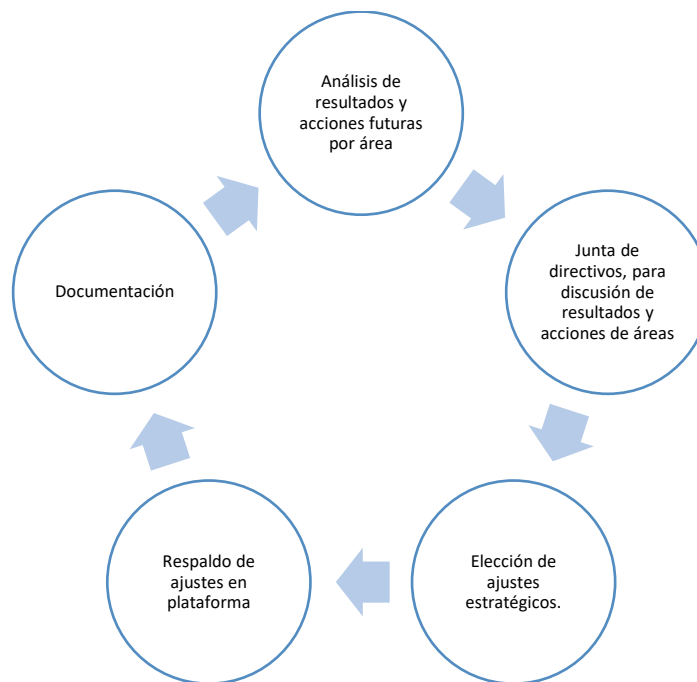 Análisis de
resultados y
acciones futuras
por área
Junta de
directivos, para
discusión de
resultados y
acciones de áreas
Elección de
ajustes
estratégicos.
Respaldo de
ajustes en
plataforma
Documentación